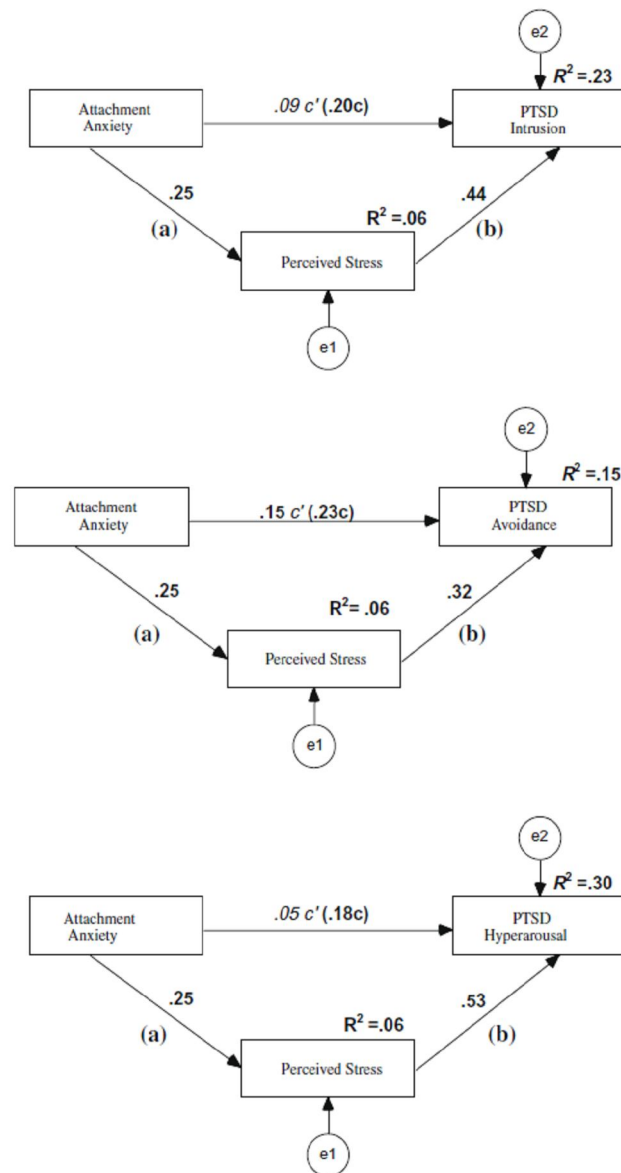 e2
R² =.23
Attachment
Anxiety
.09 c' (.20c)
PTSD
Intrusion
.25
(a)
R² =.06
.44
(b)
Perceived Stress
e1
e2
R² =.15
Attachment
Anxiety
.15 c' (.23c)
PTSD
Avoidance
.25
(a)
R²= .06
.32
(b)
Perceived Stress
e1
e2
R² =.30
Attachment
Anxiety
.05 c' (.18c)
PTSD
Hyperarousal
.25
(a)
R² =.06
.53
(b)
Perceived Stress
e1